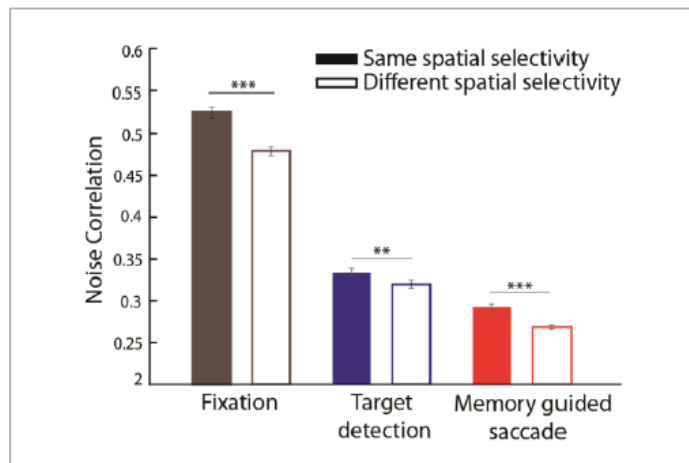 0.6
Same spatial selectivity
Different spatial selectivity
***
0.55
0.5
0.45
0.4
**
0.35
***
0.3
0.25
2
Noise Correlation
Fixation
Target
detection
Memory guided
saccade